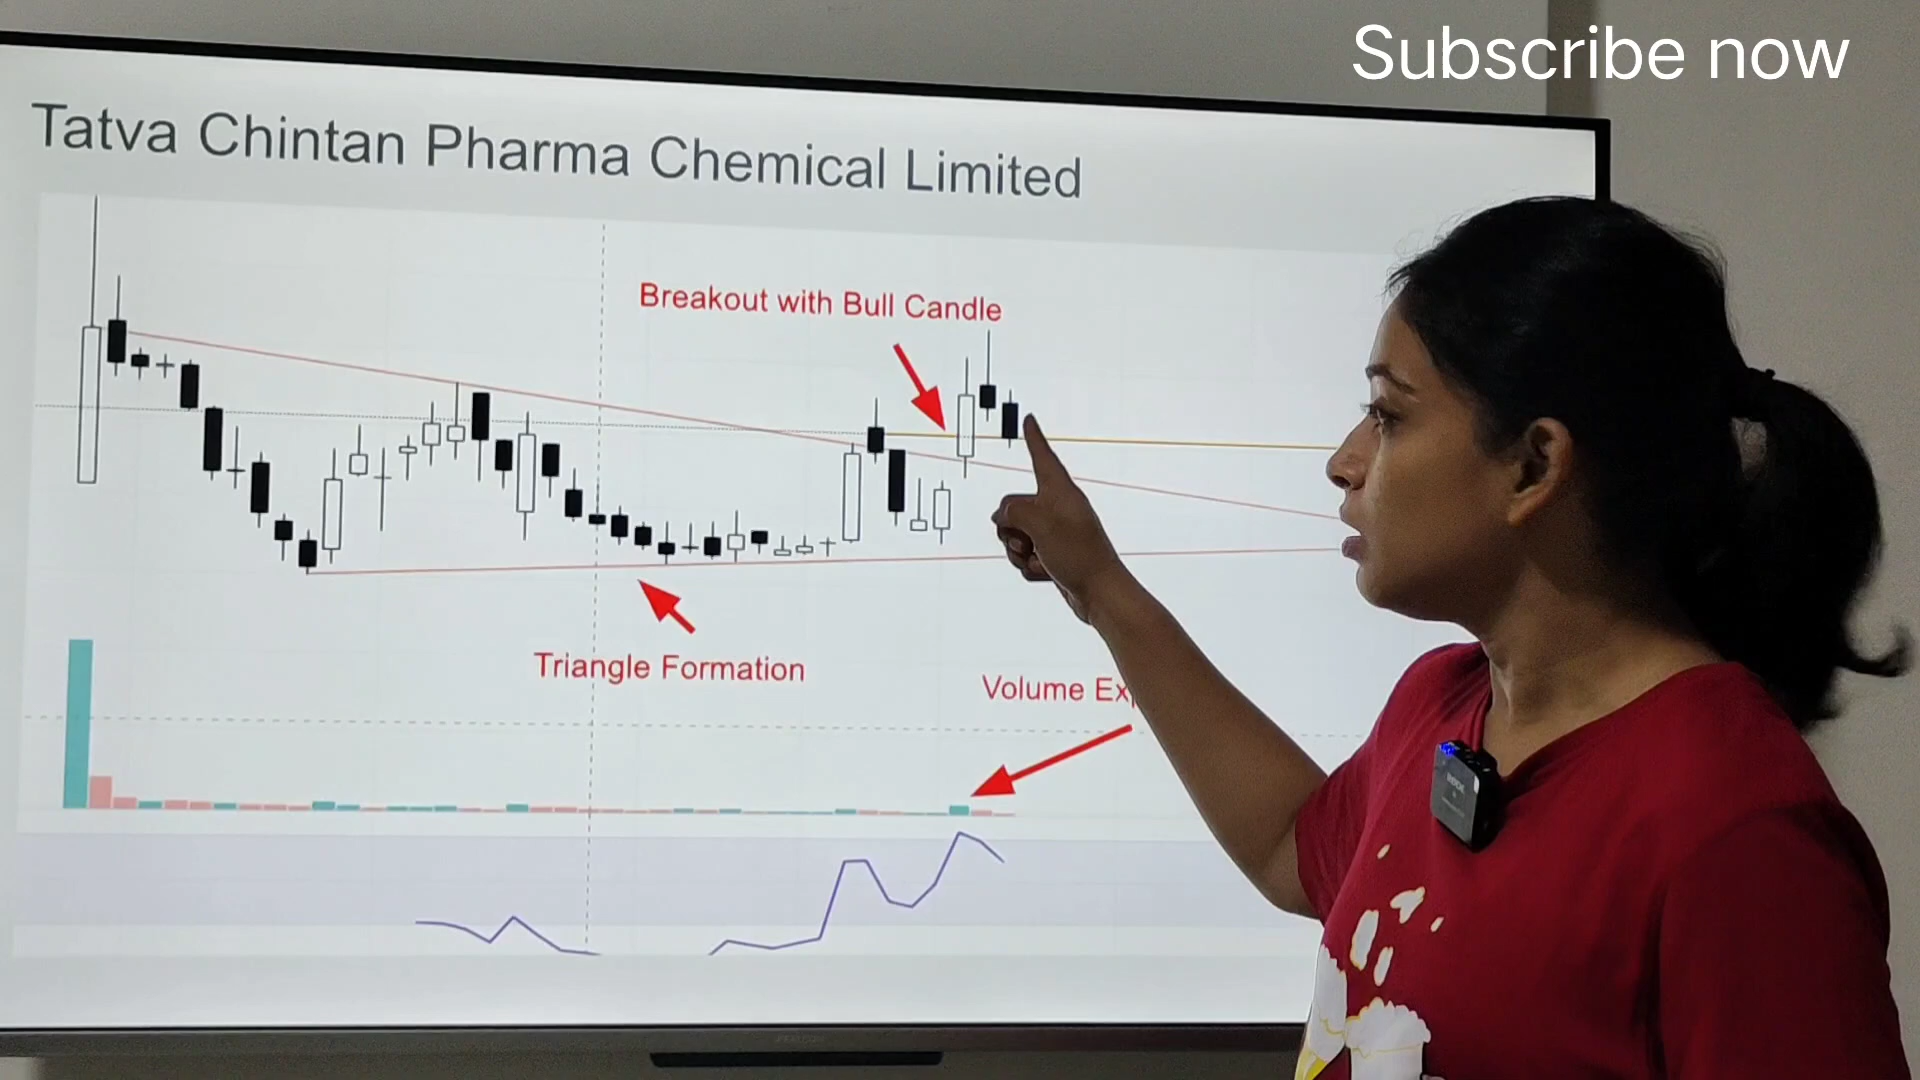 Subscribe now
Tatva Chintan Pharma Chemical Limited
Breakout with Bull Candle
Triangle Formation
Volume Ex